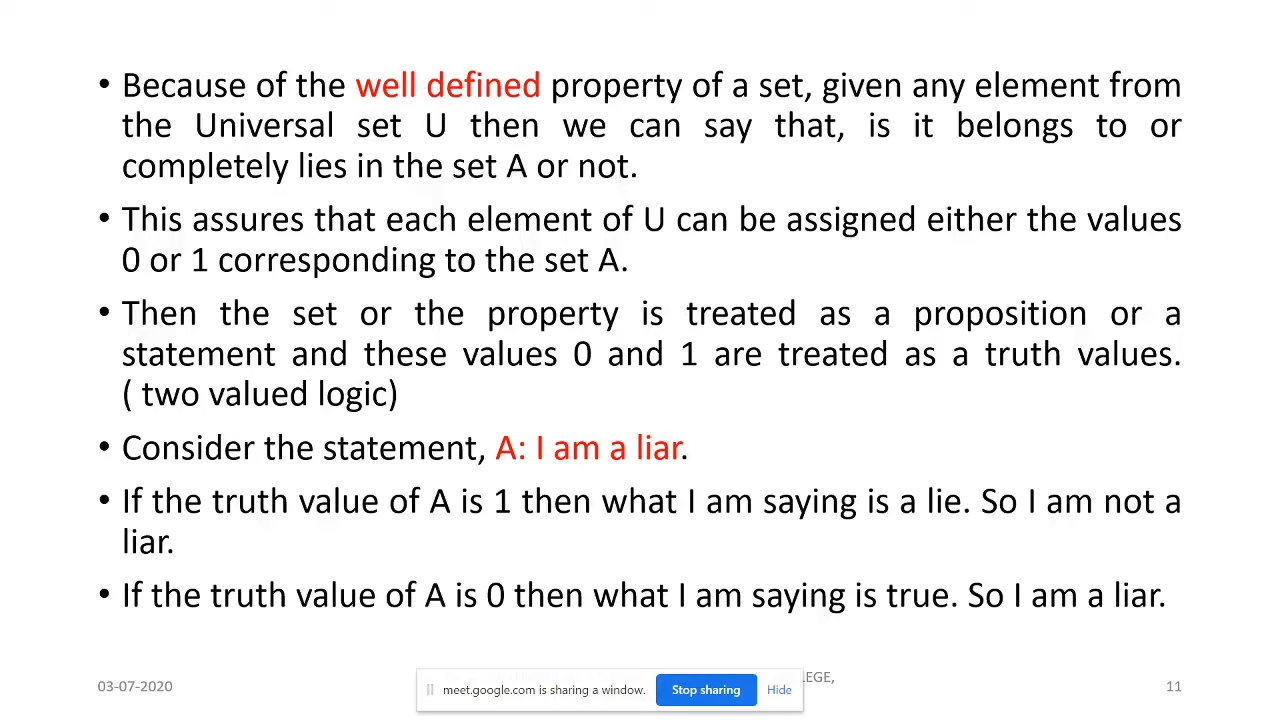 • Because of the well defined property of a set, given any element from
the Universal set U then we can say that, is it belongs to or
completely lies in the set A or not.
• This assures that each element of U can be assigned either the values
0 or 1 corresponding to the set A.
• Then the set or the property is treated as a proposition or a
statement and these values 0 and 1 are treated as a truth values.
( two valued logic)
• Consider the statement, A: I am a liar.
• If the truth value of A is 1 then what I am saying is a lie. So I am not a
liar.
• If the truth value of A is 0 then what I am saying is true. So I am a liar.
03-07-2020
meet.google.com is sharing a window. Stop sharing Hide
11